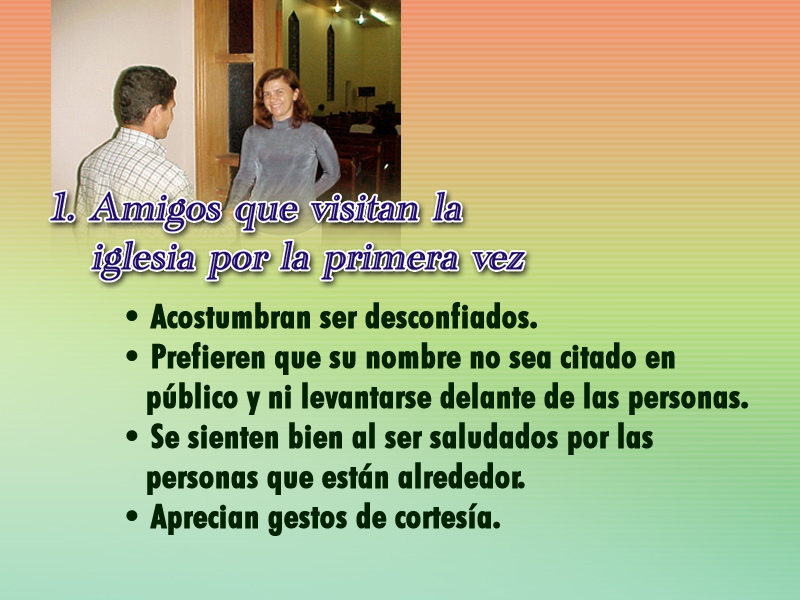 1. Amigos que visitan la
iglesia por la primera vez
• Acostumbran ser desconfiados.
• Prefieren que su nombre no sea citado en
público y ni levantarse delante de las personas.
• Se sienten bien al ser saludados por las
personas que están alrededor.
• Aprecian gestos de cortesía.